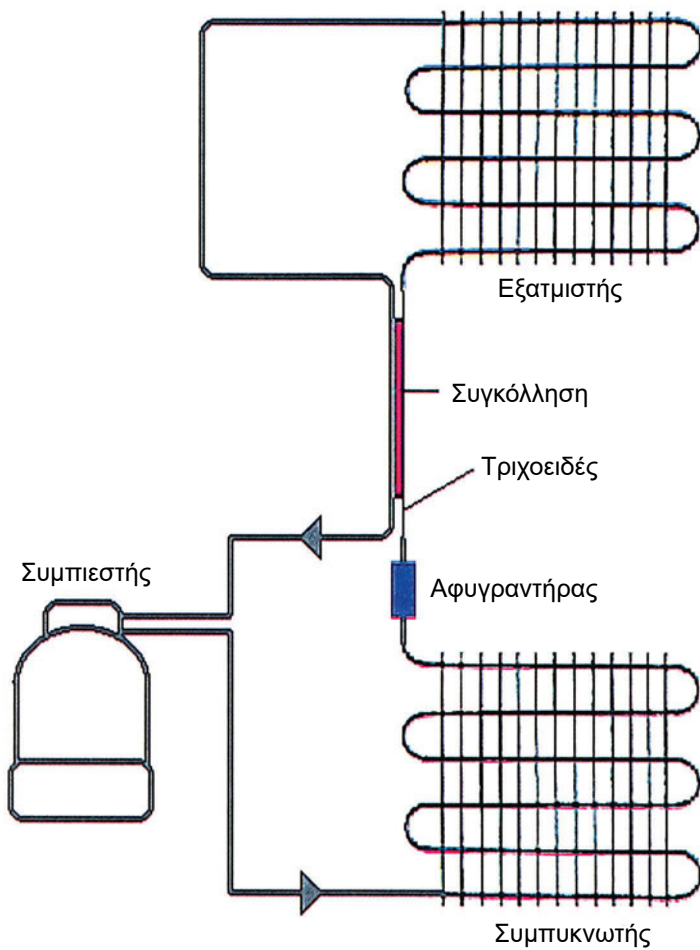 Εξατμιστής
Συγκόλληση
Τριχοειδές
Συμπιεστής
Αφυγραντήρας
Συμπυκνωτής